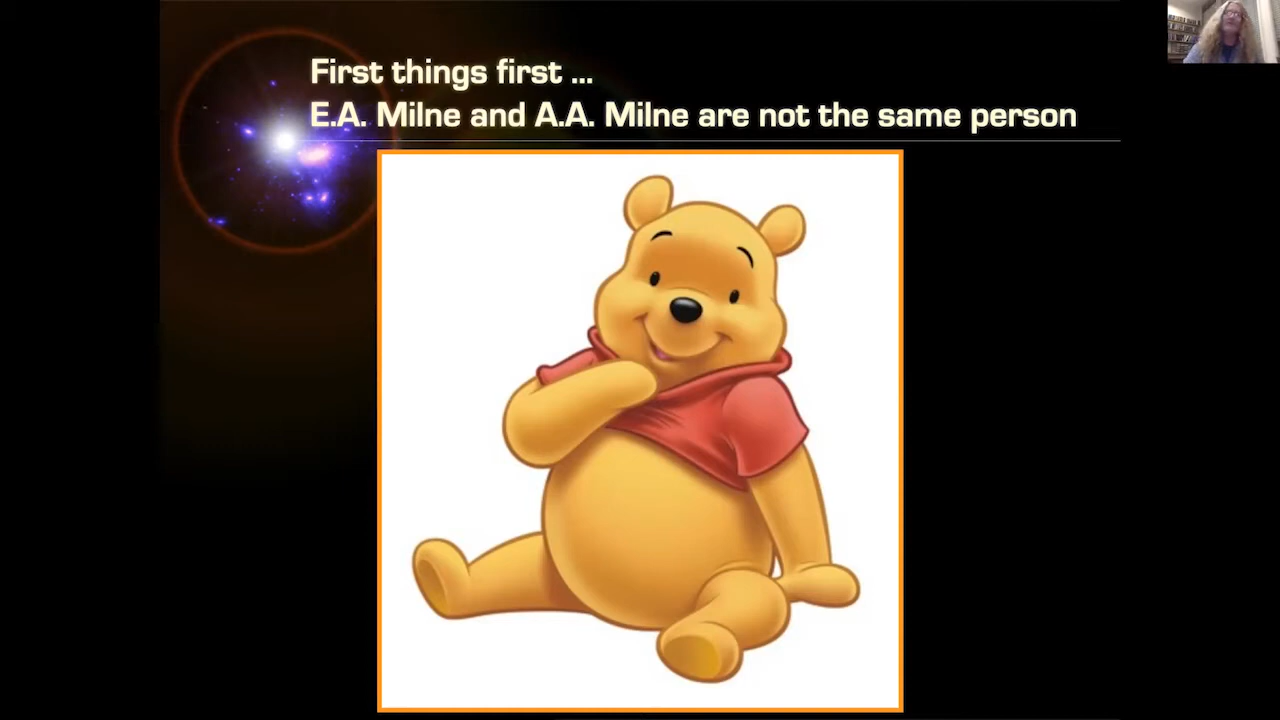 First things first ...
E.A. Milne and A.A. Milne are not the same person